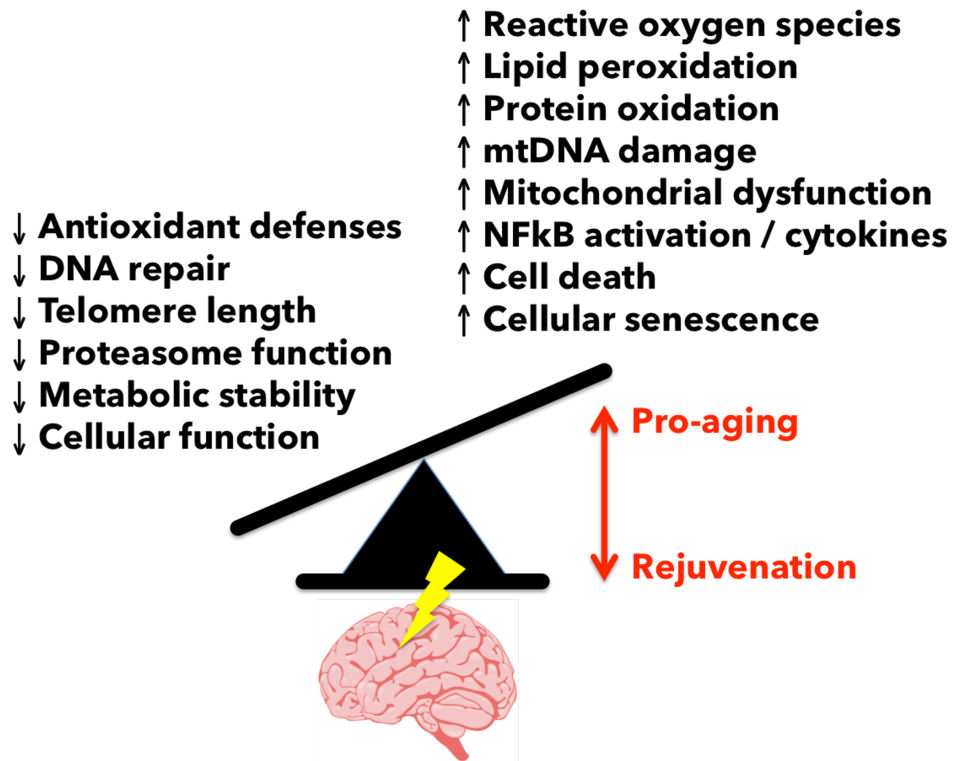 ↑ Reactive oxygen species
↑ Lipid peroxidation
↑ Protein oxidation
↑ mtDNA damage
↑ Mitochondrial dysfunction
↑ NFkB activation / cytokines
↑ Cell death
↑ Cellular senescence
↓ Antioxidant defenses
↓ DNA repair
↓ Telomere length
↓ Proteasome function
↓ Metabolic stability
↓ Cellular function
Pro-aging
Rejuvenation